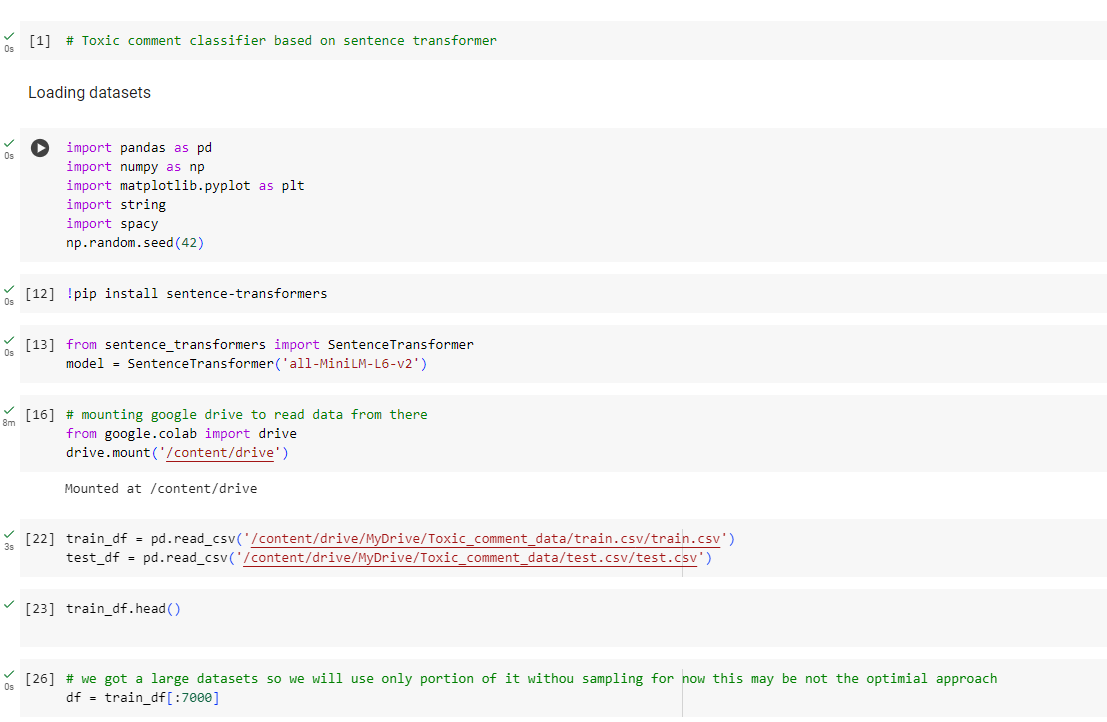 0s
[1] # Toxic comment classifier based on sentence transformer
Loading datasets
0s
import pandas as pd
import numpy as np
import matplotlib.pyplot as plt
import string
import spacy
np.random.seed(42)
0s
[12] !pip install sentence-transformers
0s
[13] from sentence_transformers import SentenceTransformer
model = SentenceTransformer('all-MiniLM-L6-v2')
8m
[16] # mounting google drive to read data from there
from google.colab import drive
drive.mount('/content/drive')
Mounted at /content/drive
3s
[22] train_df = pd.read_csv('/content/drive/MyDrive/Toxic_comment_data/train.csv/train.csv')
test_df = pd.read_csv('/content/drive/MyDrive/Toxic_comment_data/test.csv/test.csv')
[23] train_df.head()
0s
[26] # we got a large datasets so we will use only portion of it withou sampling for now this may be not the optimial approach
df = train_df[:7000]